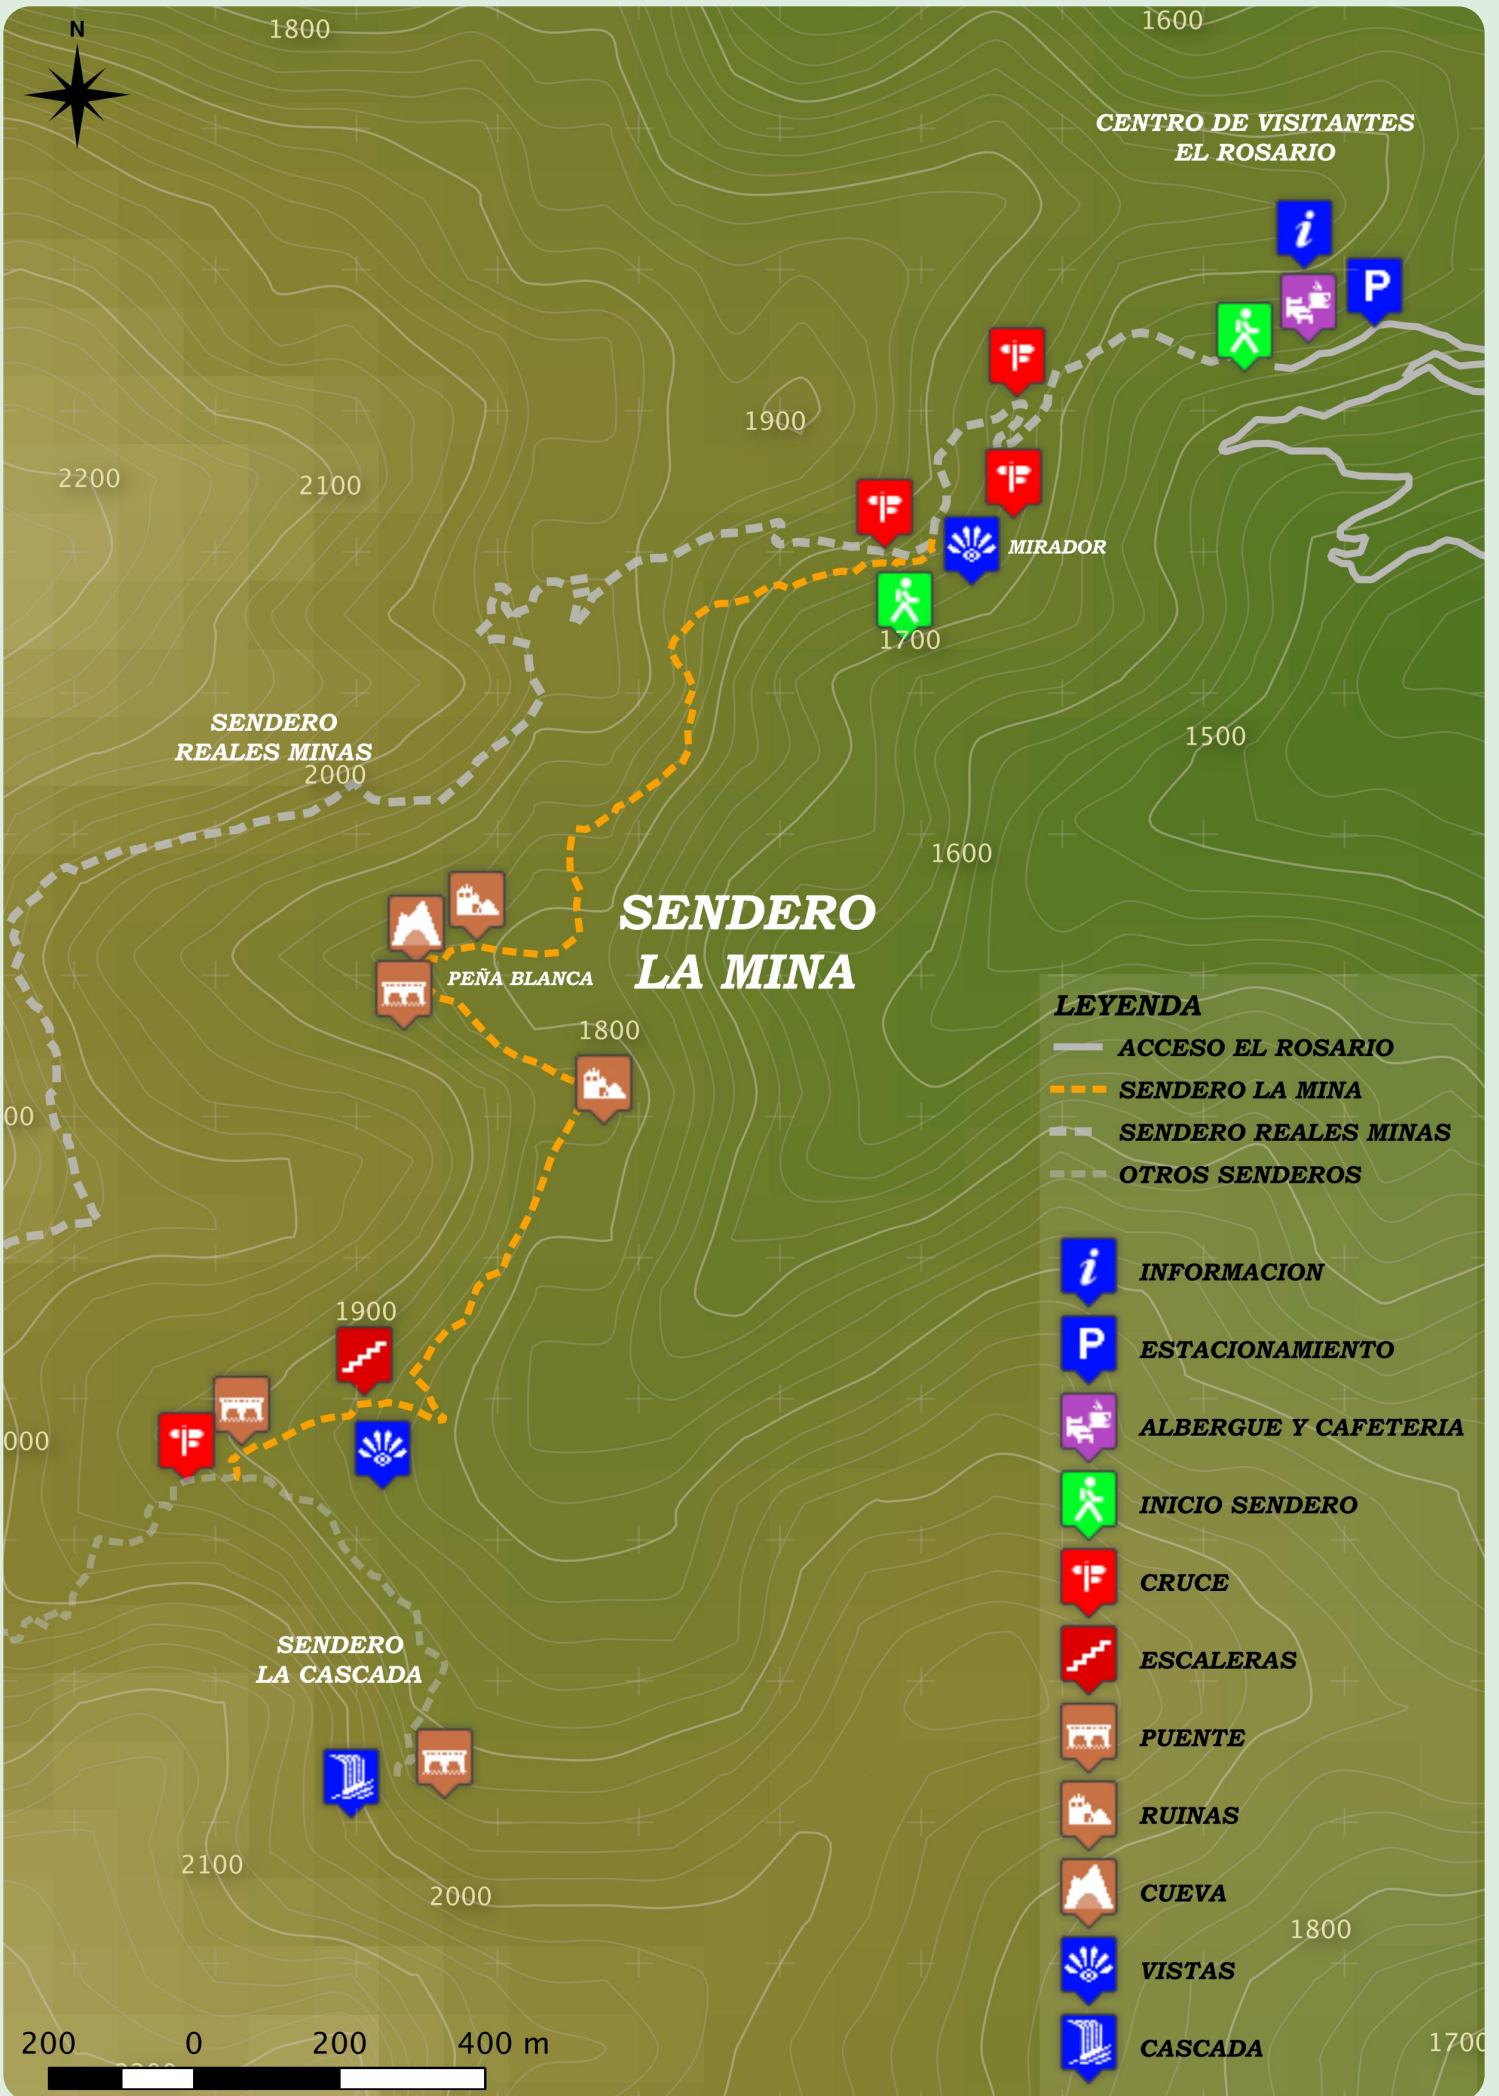 N
1800
1600
CENTRO DE VISITANTES
EL ROSARIO
i
P
1900
2200
2100
MIRADOR
1700
SENDERO
REALES MINAS
2000
1500
1600
SENDERO
LA MINA
PEÑA BLANCA
1800
00
1900
000
SENDERO
LA CASCADA
2100
2000
LEYENDA
ACCESO EL ROSARIO
SENDERO LA MINA
SENDERO REALES MINAS
OTROS SENDEROS
i INFORMACION
P ESTACIONAMIENTO
ALBERGUE Y CAFETERIA
INICIO SENDERO
CRUCE
ESCALERAS
PUENTE
RUINAS
CUEVA
VISTAS
CASCADA
1800
1700
200 0 200 400 m